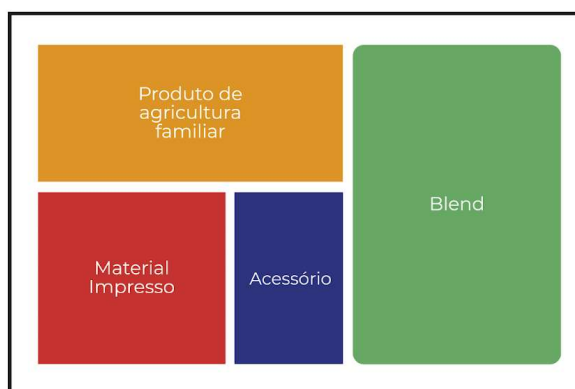 Produto de
agricultura
familiar
Blend
Material
Impresso
Acessório